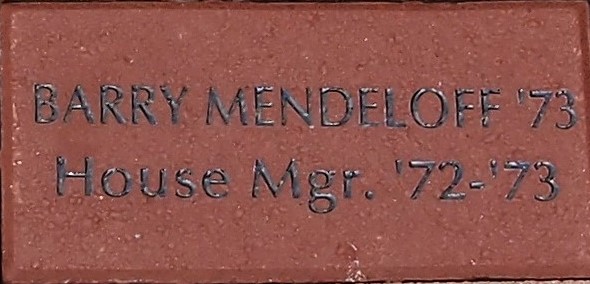 BARRY MENDELOFF '73
House Mgr. '72-'73